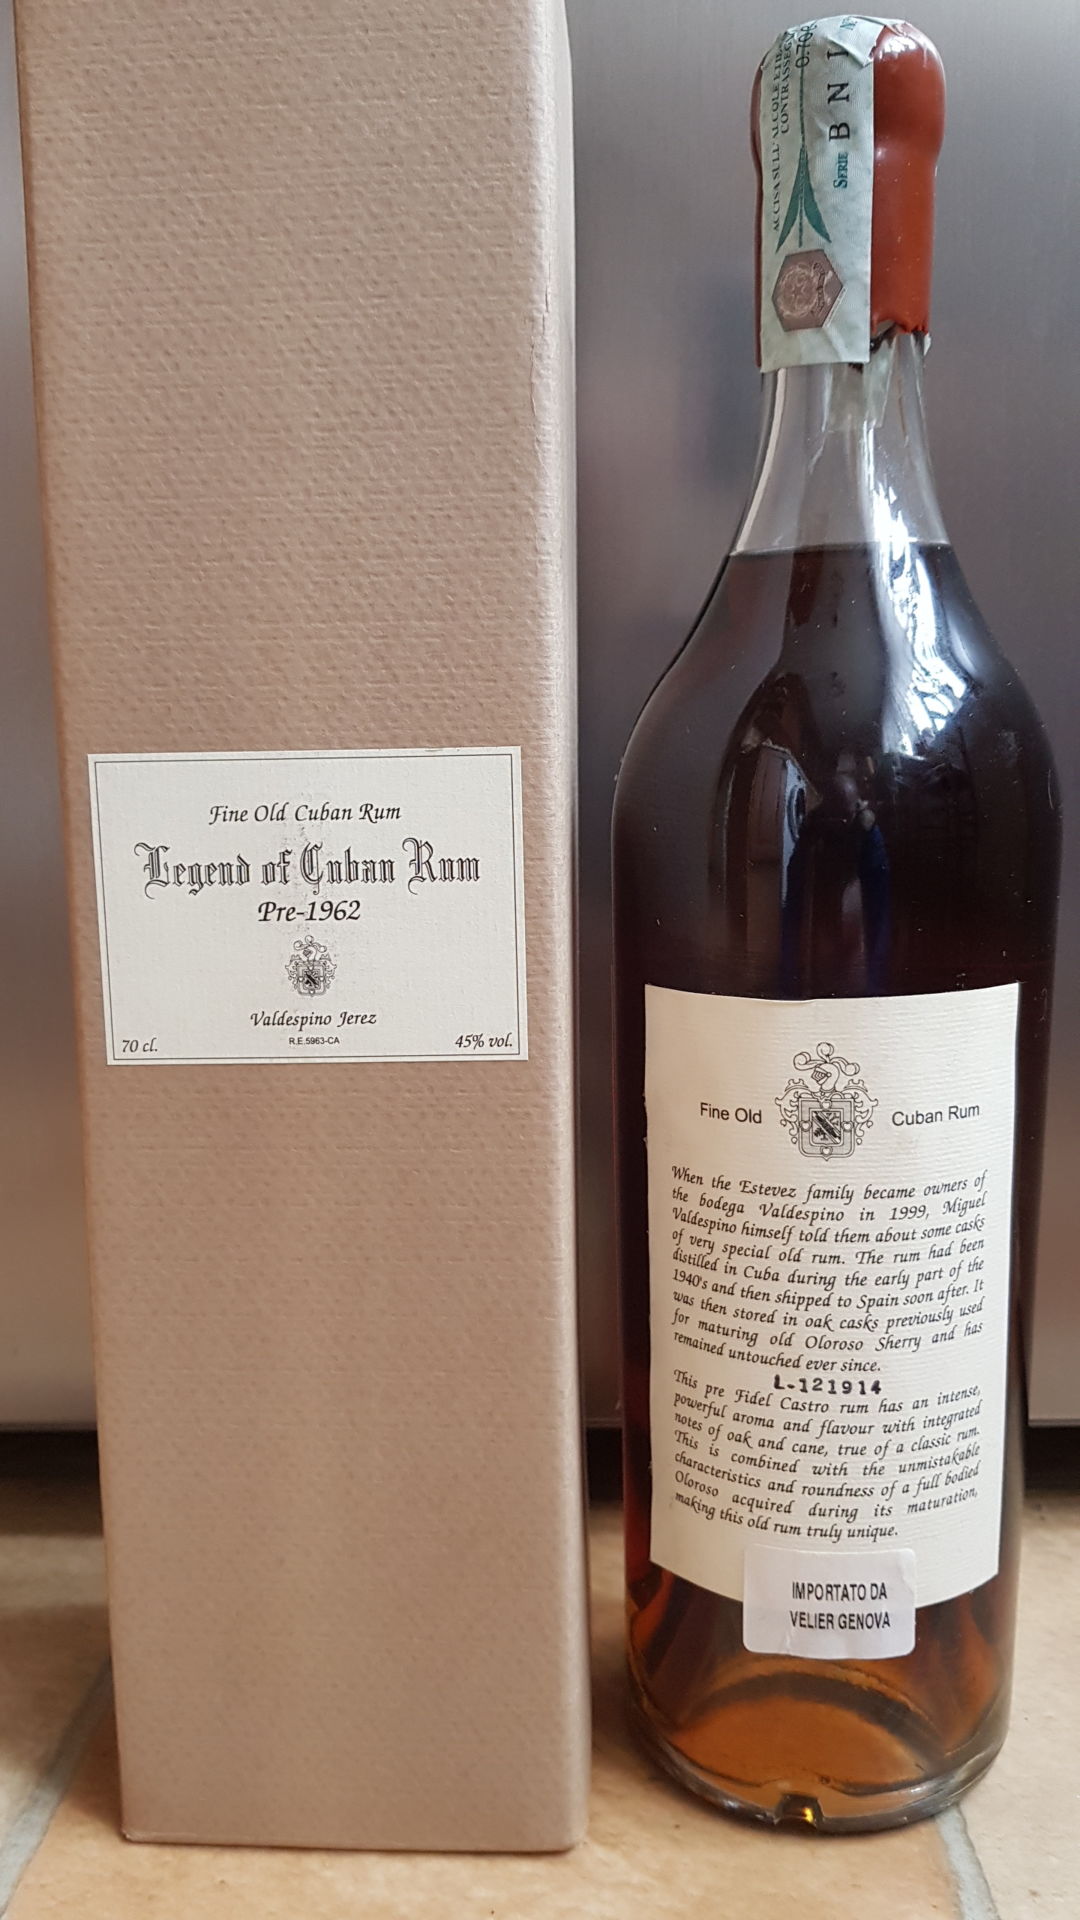 Fine Old Cuban Rum
Legend of Cuban Rum
Pre-1962
Valdespino Jerez
70 cl.
R.E.5963-CA
45% vol.
ACCISA SULL'ALCOLE
CONTRASSEGNO
0.70
SERIE B N I
Fine Old
Cuban Rum
When the Estevez family became owners of
the bodega Valdespino in 1999, Miguel
Valdespino himself told them about some casks
of very special old rum. The rum had been
distilled in Cuba during the early part of the
1940's and then shipped to Spain soon after. It
was then stored in oak casks previously used
for maturing old Oloroso Sherry and has
remained untouched ever since.
L-121914
This pre Fidel Castro rum has an intense,
powerful aroma and flavour with integrated
notes of oak and cane, true of a classic rum.
This is combined with the unmistakable
characteristics and roundness of a full bodied
Oloroso acquired during its maturation,
making this old rum truly unique.
IMPORTATO DA
VELIER GENOVA